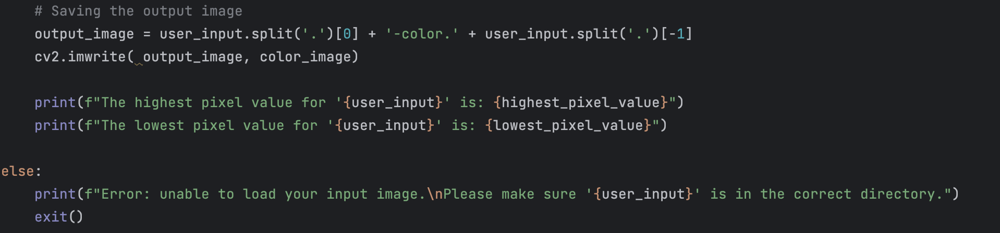 # Saving the output image
output_image = user_input.split('.')[0] + '-color.' + user_input.split('.')[-1]
cv2.imwrite( output_image, color_image)
print(f"The highest pixel value for '{user_input}' is: {highest_pixel_value}")
print(f"The lowest pixel value for '{user_input}' is: {lowest_pixel_value}")
else:
print(f"Error: unable to load your input image.\nPlease make sure '{user_input}' is in the correct directory.")
exit()